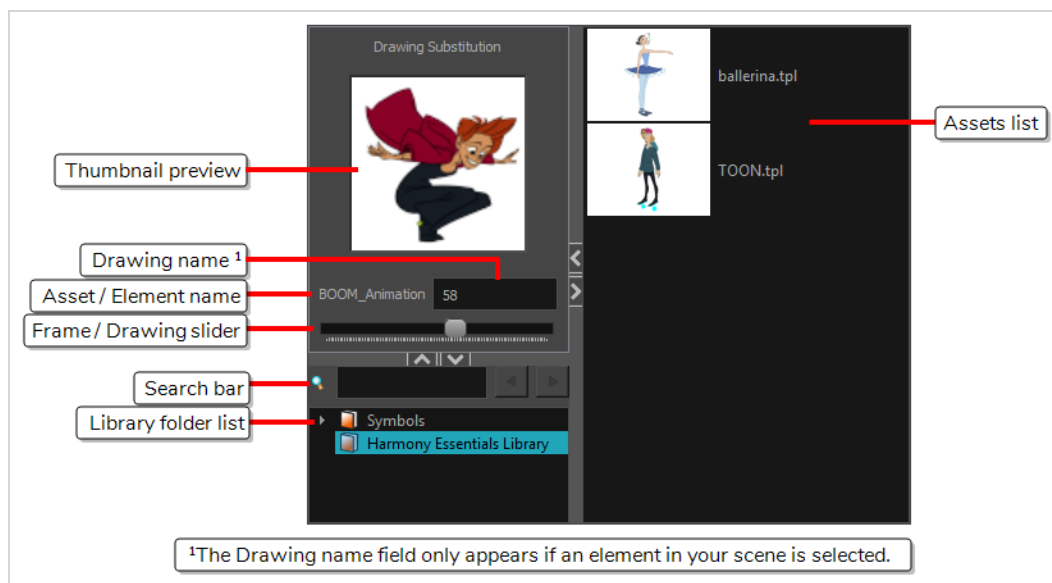 Drawing Substitution
ballerina.tpl
Assets list
Thumbnail preview
TOON.tpl
Drawing name ¹
Asset / Element name
BOOM_Animation 58
Frame / Drawing slider
Search bar
Library folder list
Symbols
Harmony Essentials Library
¹The Drawing name field only appears if an element in your scene is selected.